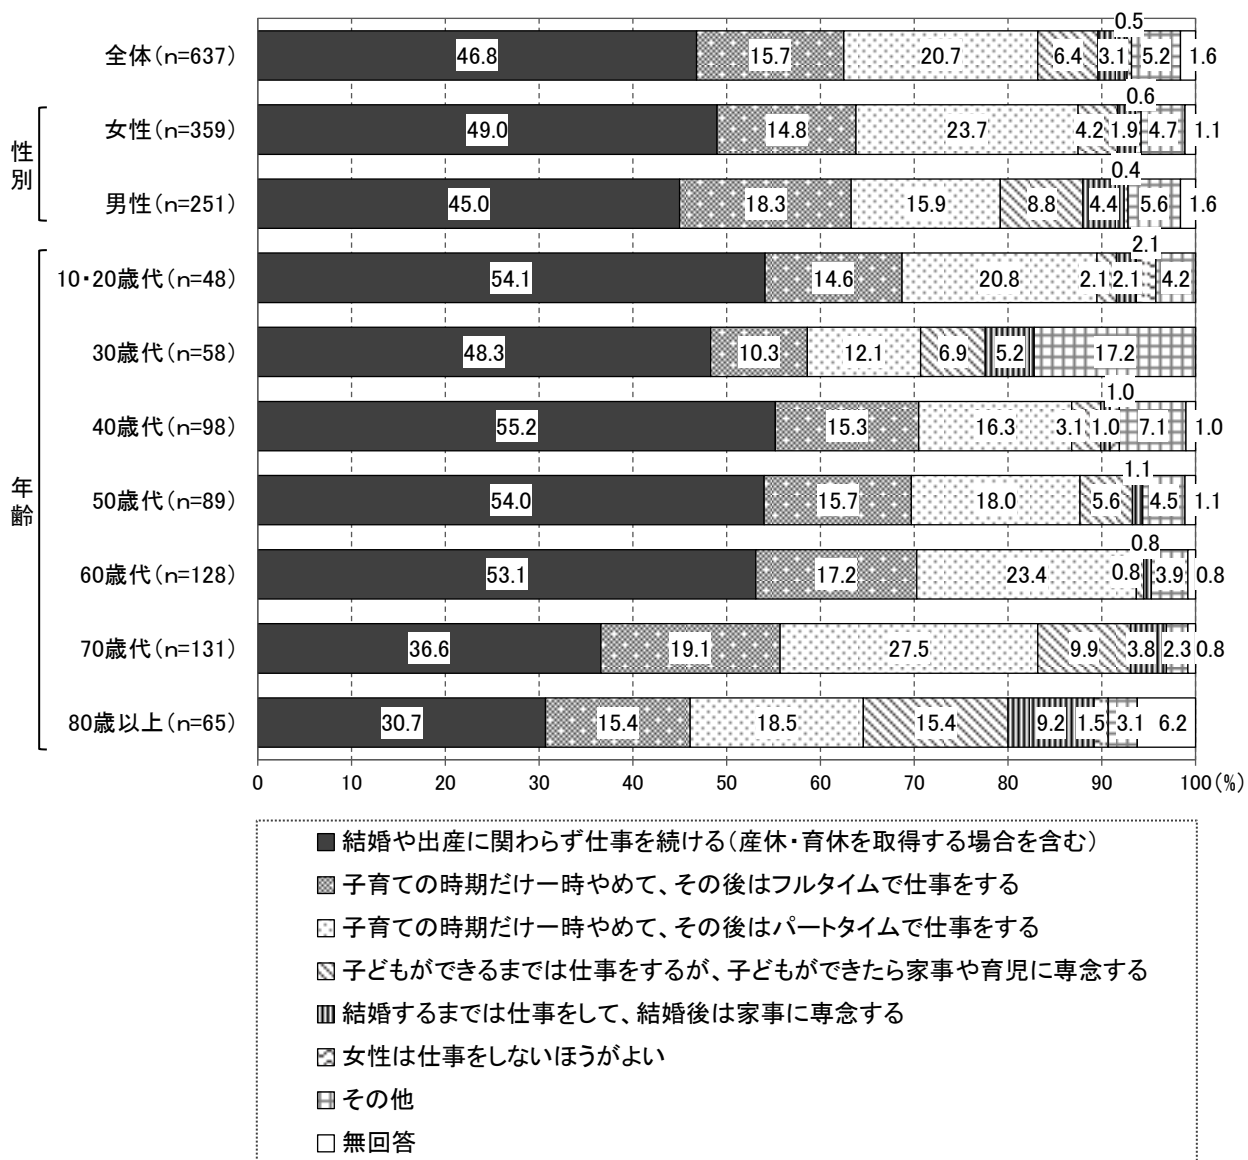 0.5
全体(n=637) 46.8 15.7 20.7 6.4 3.1 5.2 1.6
0.6
女性(n=359) 49.0 14.8 23.7 4.2 1.9 4.7 1.1
性別
0.4
男性(n=251) 45.0 18.3 15.9 8.8 4.4 5.6 1.6
2.1
10・20歳代(n=48) 54.1 14.6 20.8 2.1 2.1 4.2
30歳代(n=58) 48.3 10.3 12.1 6.9 5.2 17.2
1.0
40歳代(n=98) 55.2 15.3 16.3 3.1 1.0 7.1 1.0
年齢
1.1
50歳代(n=89) 54.0 15.7 18.0 5.6 4.5 1.1
0.8
60歳代(n=128) 53.1 17.2 23.4 0.8 3.9 0.8
70歳代(n=131) 36.6 19.1 27.5 9.9 3.8 2.3 0.8
80歳以上(n=65) 30.7 15.4 18.5 15.4 9.2 1.5 3.1 6.2
0 10 20 30 40 50 60 70 80 90 100(%)
結婚や出産に関わらず仕事を続ける(産休・育休を取得する場合を含む)
子育ての時期だけ一時やめて、その後はフルタイムで仕事をする
子育ての時期だけ一時やめて、その後はパートタイムで仕事をする
子どもができるまでは仕事をするが、子どもができたら家事や育児に専念する
結婚するまでは仕事をして、結婚後は家事に専念する
女性は仕事をしないほうがよい
その他
無回答